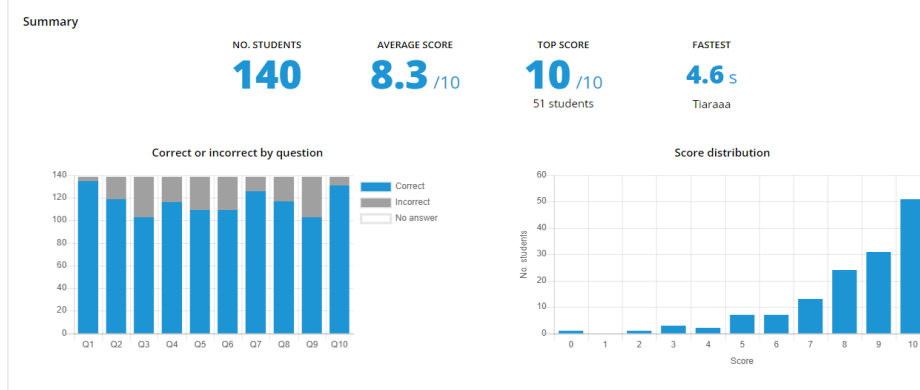 Summary
NO. STUDENTS
140
AVERAGE SCORE
8.3 /10
TOP SCORE
10 /10
51 students
FASTEST
4.6 s
Tiaraaa
Correct or incorrect by question
140
120
100
80
60
40
20
0
Q1 Q2 Q3 Q4 Q5 Q6 Q7 Q8 Q9 Q10
Correct
Incorrect
No answer
Score distribution
No. students
60
50
40
30
20
10
0
0 1 2 3 4 5 6 7 8 9 10
Score